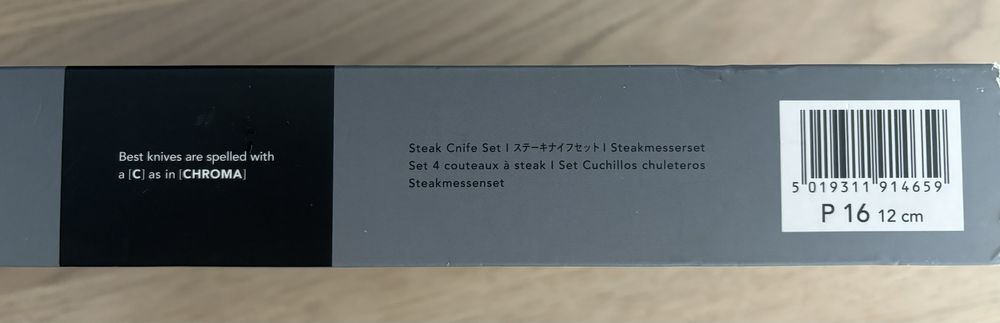 Best knives are spelled with
a [C] as in [CHROMA]
Steak Cnife Set I ステーキナイフセット I Steakmesserset
Set 4 couteaux à steak I Set Cuchillos chuleteros
Steakmessenset
5 019311 914659
P 16 12 cm